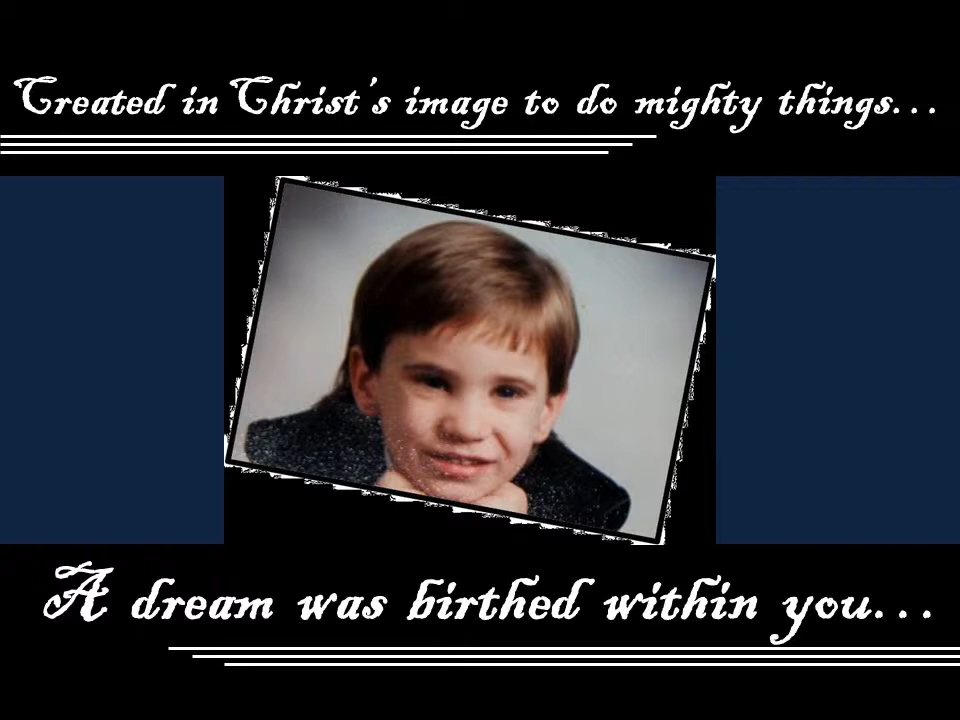 Created in Christ's image to do mighty things...
A dream was birthed within you...